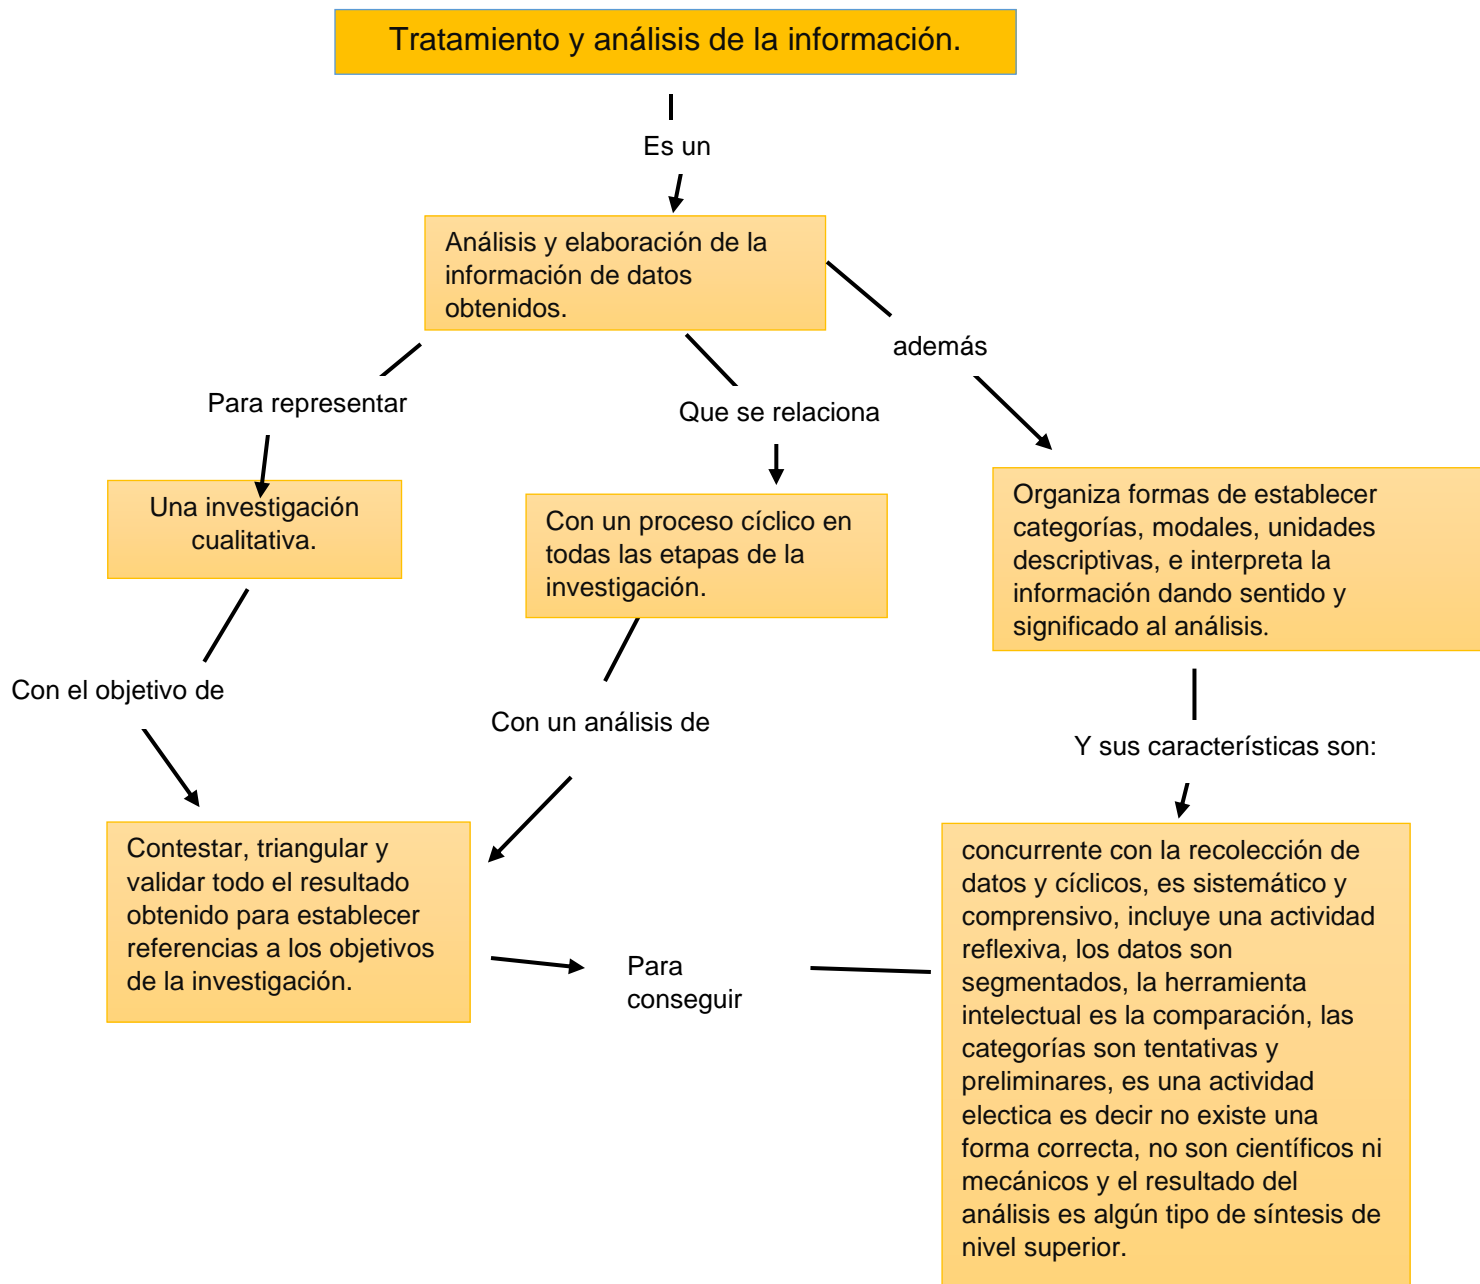 Tratamiento y análisis de la información.
Es un
Análisis y elaboración de la
información de datos
obtenidos.
además
Para representar
Que se relaciona
Una investigación
cualitativa.
Con un proceso cíclico en
todas las etapas de la
investigación.
Organiza formas de establecer
categorías, modales, unidades
descriptivas, e interpreta la
información dando sentido y
significado al análisis.
Con el objetivo de
Con un análisis de
Y sus características son:
Contestar, triangular y
validar todo el resultado
obtenido para establecer
referencias a los objetivos
de la investigación.
Para
conseguir
concurrente con la recolección de
datos y cíclicos, es sistemático y
comprensivo, incluye una actividad
reflexiva, los datos son
segmentados, la herramienta
intelectual es la comparación, las
categorías son tentativas y
preliminares, es una actividad
electica es decir no existe una
forma correcta, no son científicos ni
mecánicos y el resultado del
análisis es algún tipo de síntesis de
nivel superior.